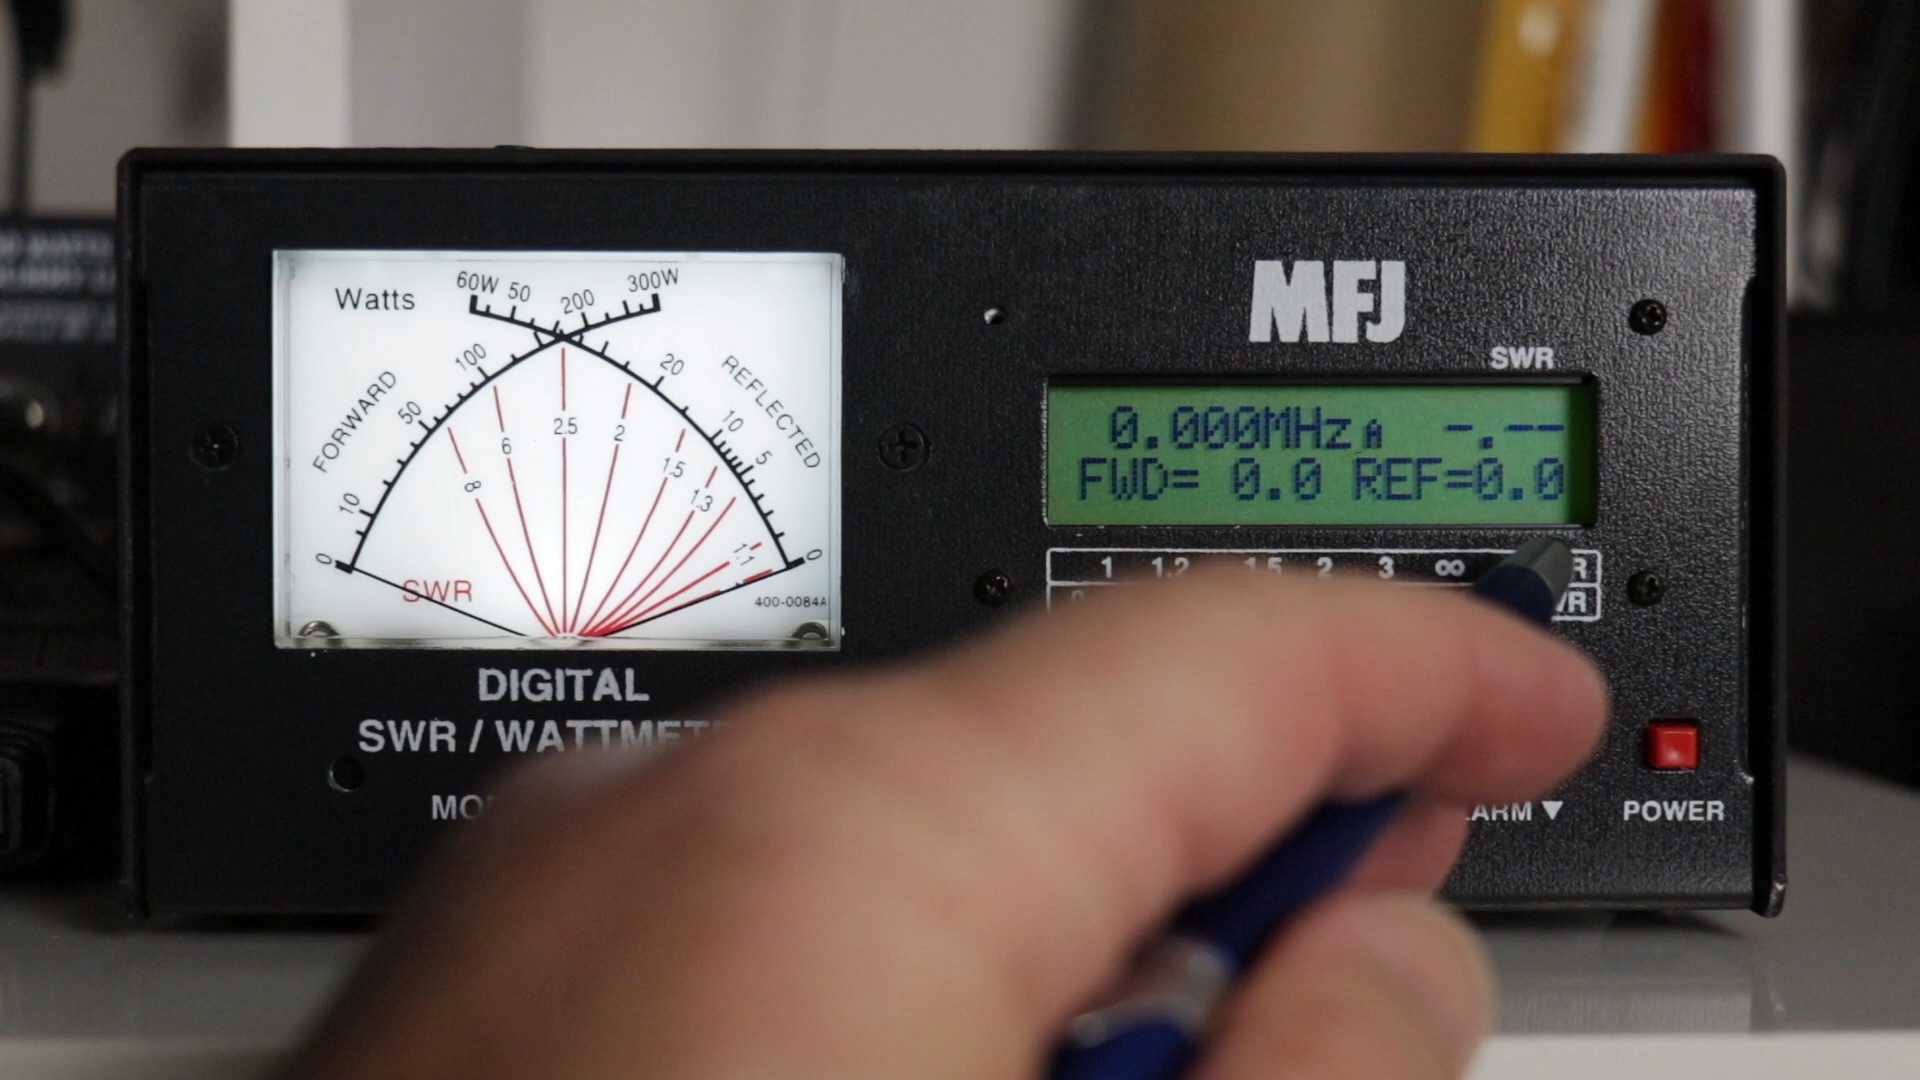 Watts
60W 50 200 300W
100 20
FORWARD REFLECTED
50 10
6 2.5 2
8 1.5 5
10 1.3
1.1
0 0
SWR
400-0084A
DIGITAL
SWR / WATTMET
MFJ
SWR
0.000MHz A -.--
FWD= 0.0 REF=0.0
1 1.2 1.5 2 3 ∞
POWER